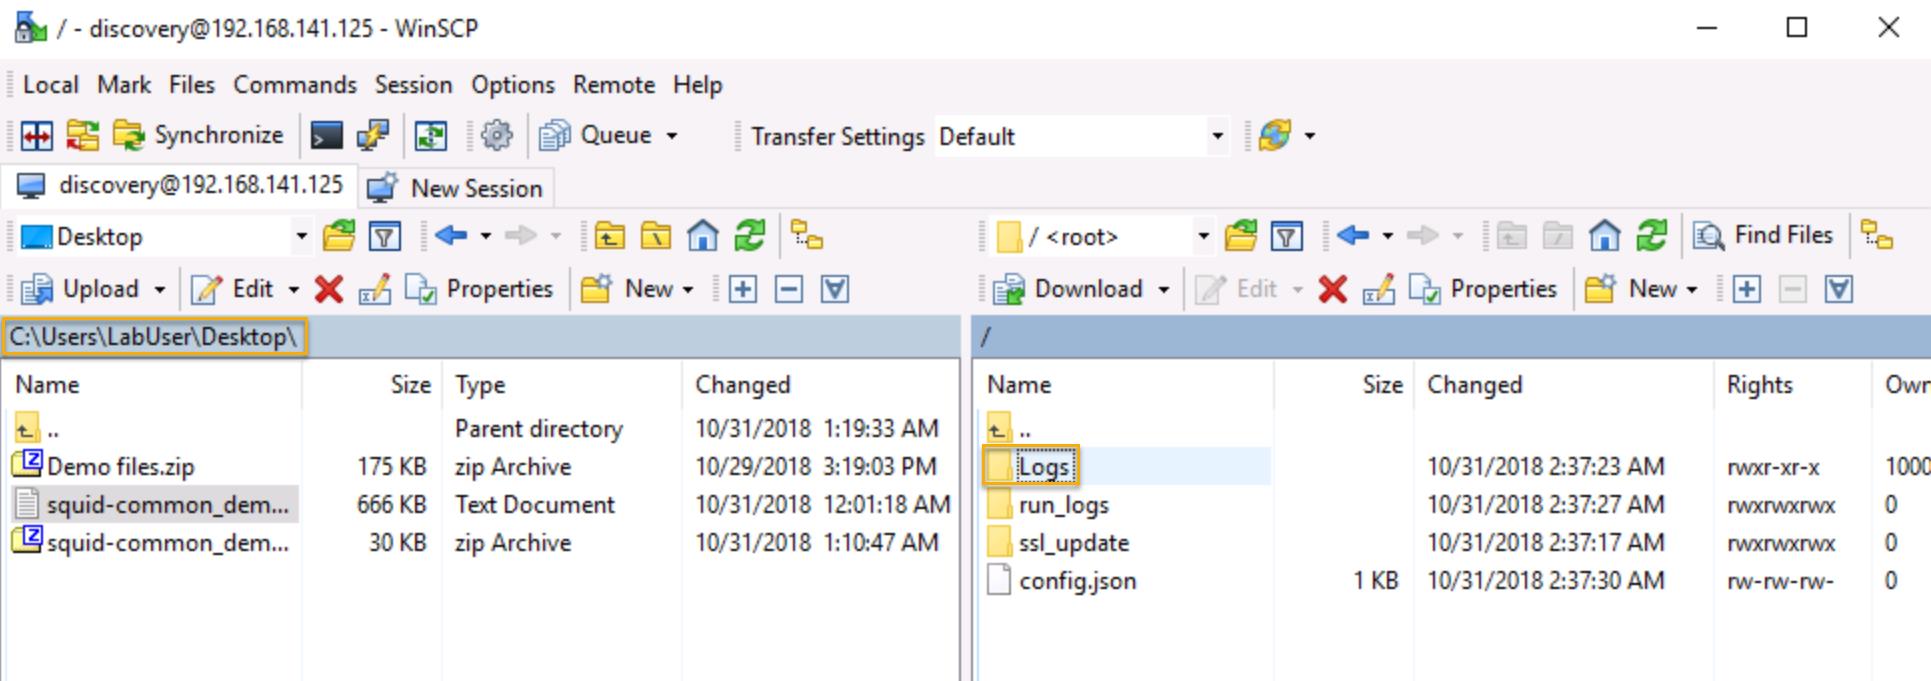 / - discovery@192.168.141.125 - WinSCP
Local Mark Files Commands Session Options Remote Help
Synchronize Queue Transfer Settings Default
discovery@192.168.141.125 New Session
Desktop
Upload Edit Properties New
C:\Users\LabUser\Desktop\
Name Size Type Changed
.. Parent directory 10/31/2018 1:19:33 AM
Demo files.zip 175 KB zip Archive 10/29/2018 3:19:03 PM
squid-common_dem... 666 KB Text Document 10/31/2018 12:01:18 AM
squid-common_dem... 30 KB zip Archive 10/31/2018 1:10:47 AM
/ <root> Find Files
Download Edit Properties New
/
Name Size Changed Rights Own
..
Logs 10/31/2018 2:37:23 AM rwxr-xr-x 1000
run_logs 10/31/2018 2:37:27 AM rwxrwxrwx 0
ssl_update 10/31/2018 2:37:17 AM rwxrwxrwx 0
config.json 1 KB 10/31/2018 2:37:30 AM rw-rw-rw- 0